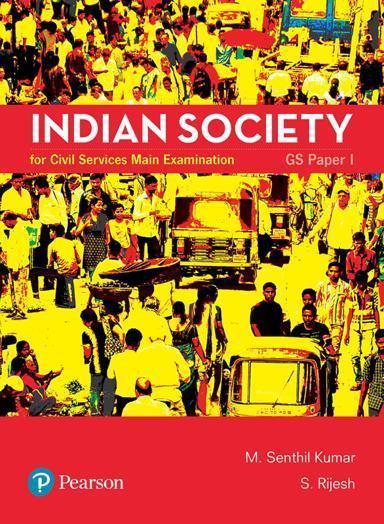 INDIAN SOCIETY
for Civil Services Main Examination GS Paper I
M. Senthil Kumar
S. Rijesh
Pearson